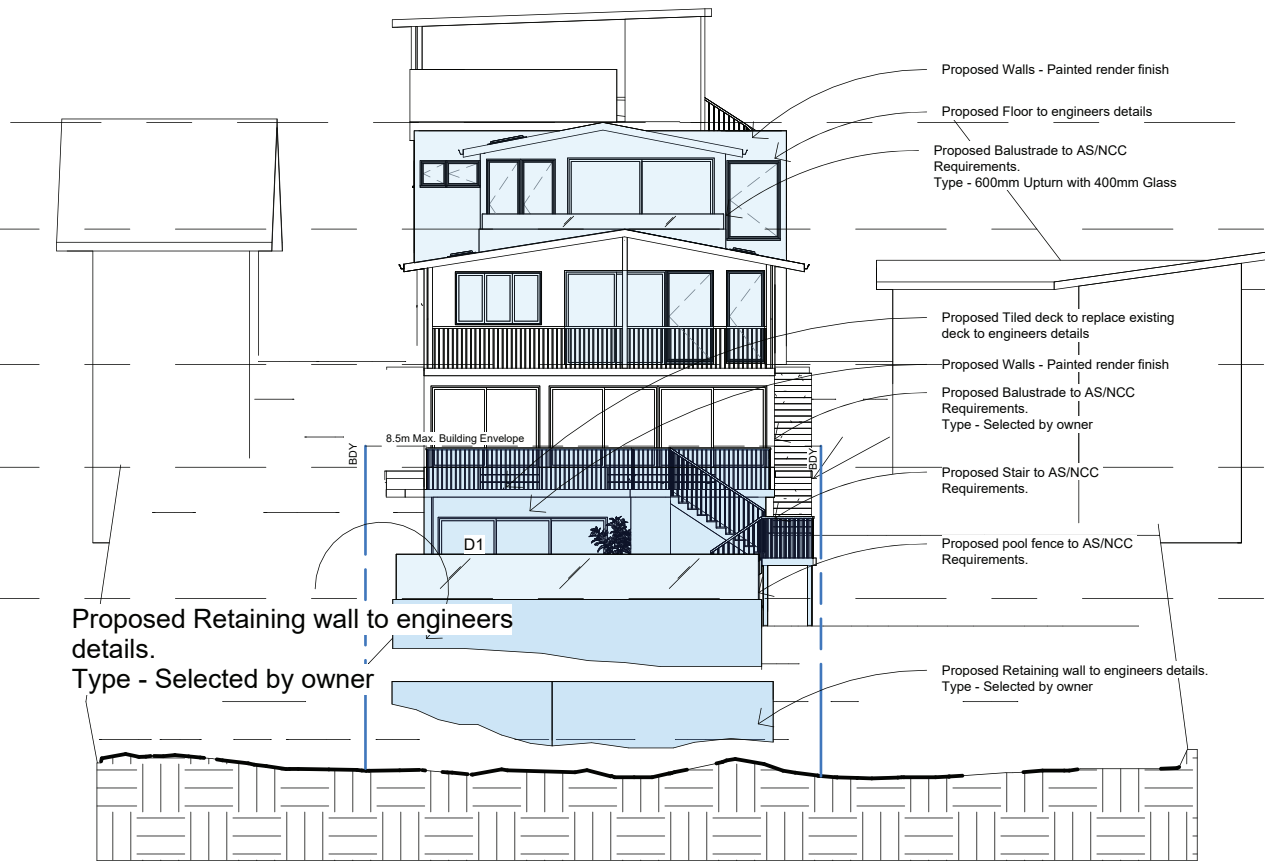 Proposed Walls - Painted render finish
Proposed Floor to engineers details
Proposed Balustrade to AS/NCC
Requirements.
Type - 600mm Upturn with 400mm Glass
Proposed Tiled deck to replace existing
deck to engineers details
Proposed Walls - Painted render finish
Proposed Balustrade to AS/NCC
Requirements.
Type - Selected by owner
8.5m Max. Building Envelope
BDY
BDY
Proposed Stair to AS/NCC
Requirements.
D1
Proposed pool fence to AS/NCC
Requirements.
Proposed Retaining wall to engineers
details.
Type - Selected by owner
Proposed Retaining wall to engineers details.
Type - Selected by owner